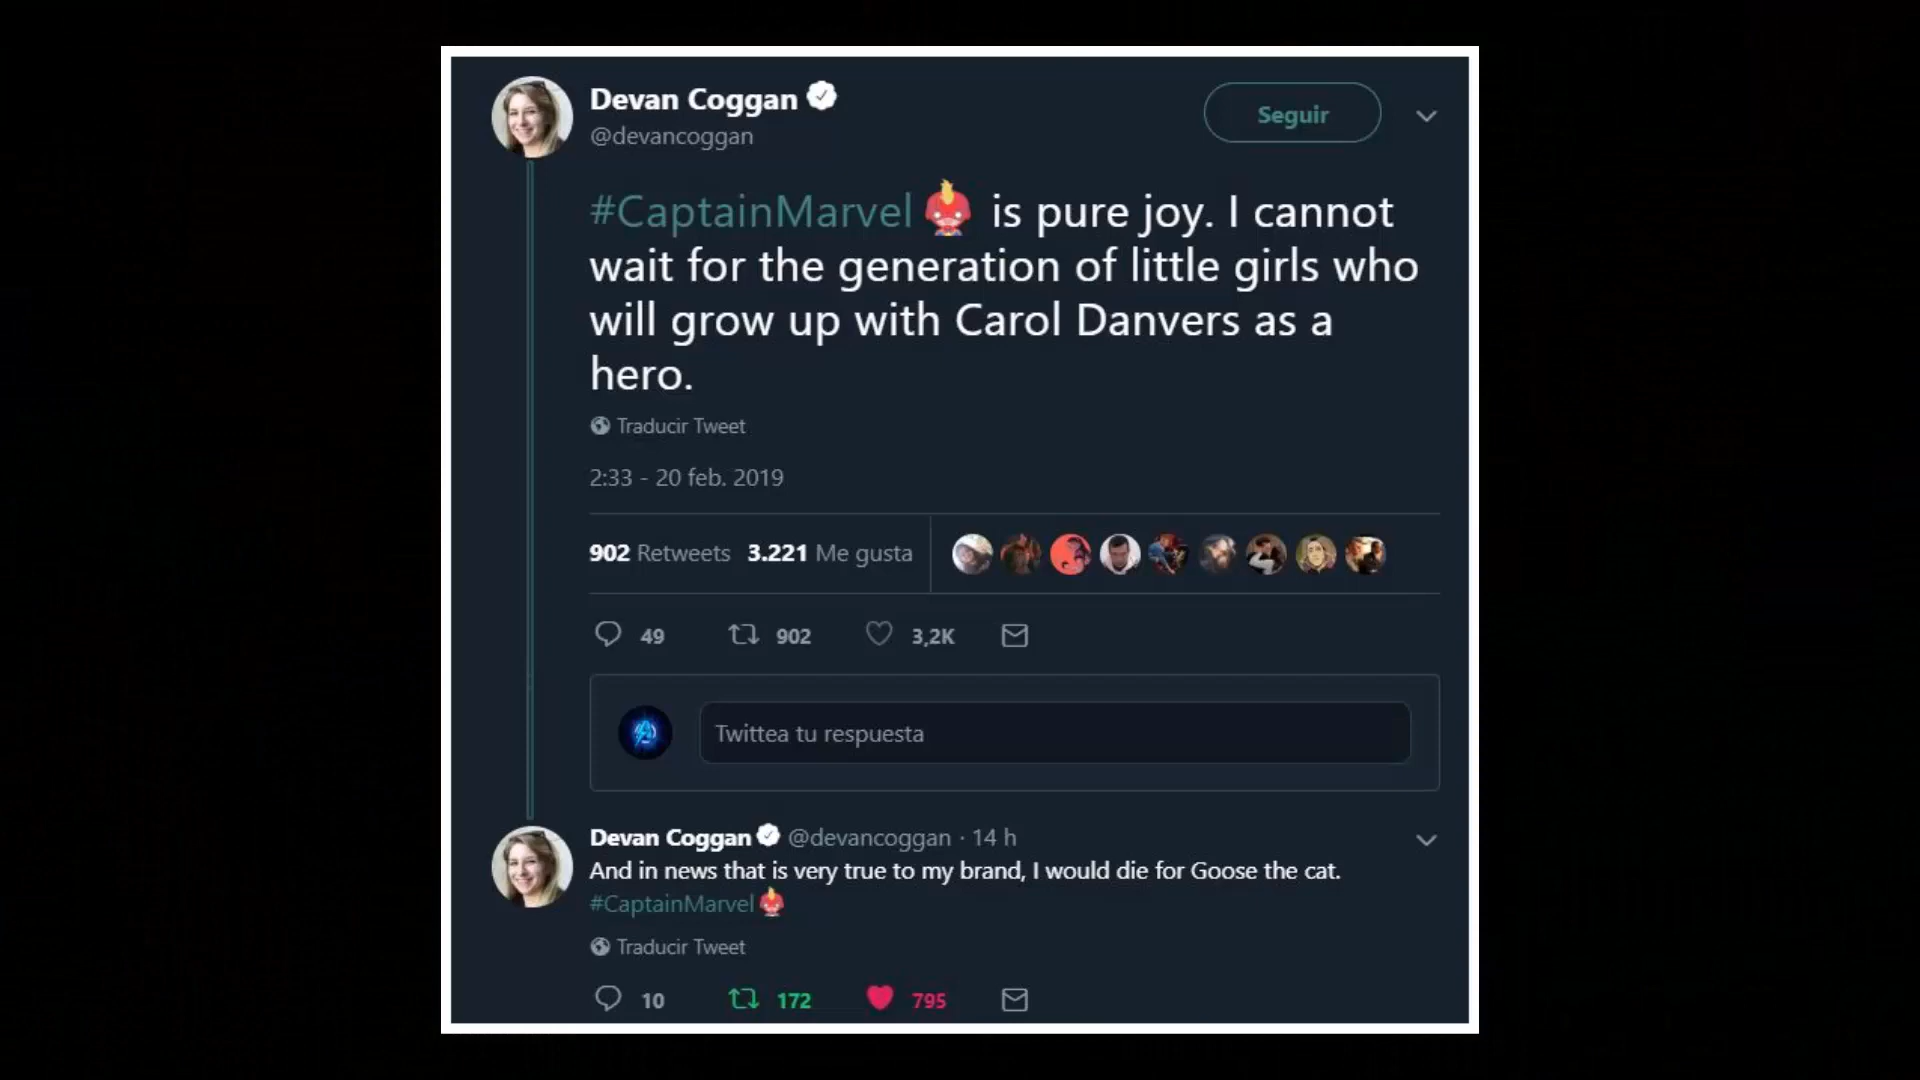 Devan Coggan
@devancoggan
Seguir
#CaptainMarvel is pure joy. I cannot
wait for the generation of little girls who
will grow up with Carol Danvers as a
hero.
Traducir Tweet
2:33 - 20 feb. 2019
902 Retweets 3.221 Me gusta
49 902 3,2K
Twittea tu respuesta
Devan Coggan @devancoggan · 14 h
And in news that is very true to my brand, I would die for Goose the cat.
#CaptainMarvel
Traducir Tweet
10 172 795